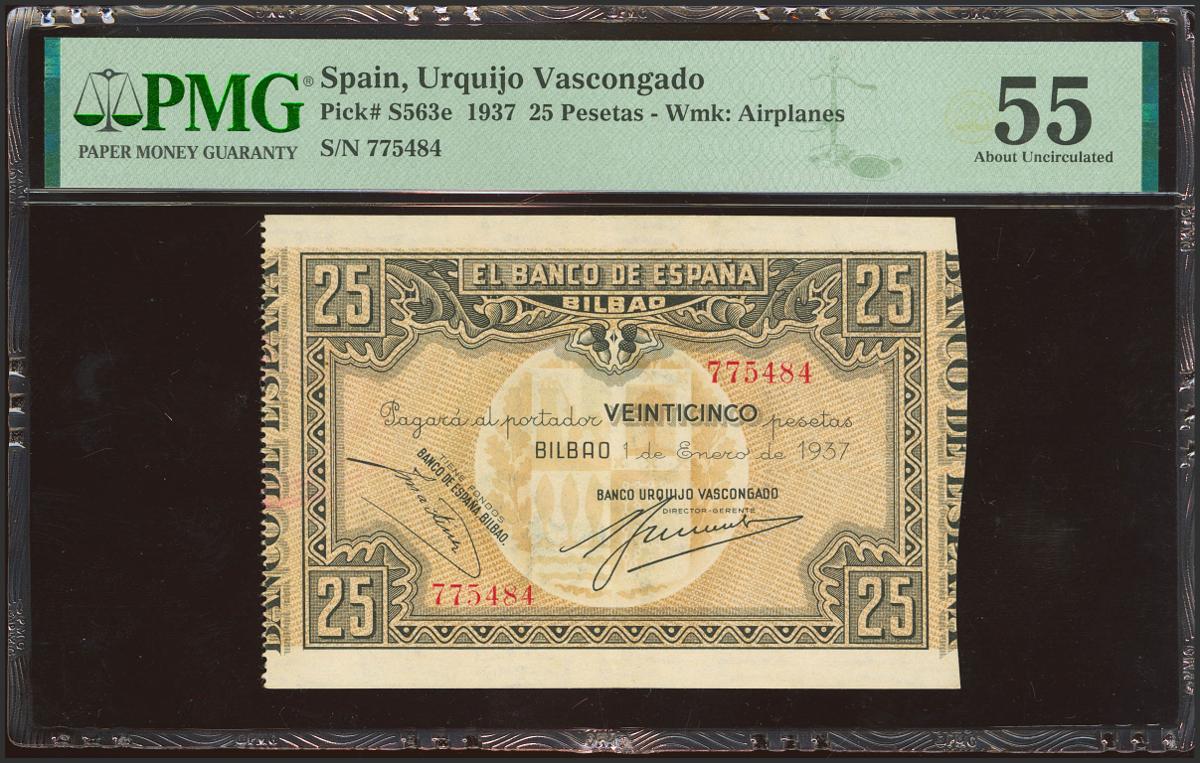 PMG®
PAPER MONEY GUARANTY
Spain, Urquijo Vascongado
Pick# S563e 1937 25 Pesetas - Wmk: Airplanes
S/N 775484
55
About Uncirculated
BANCO DE ESPAÑA
25
EL BANCO DE ESPAÑA
BILBAO
25
775484
Pagará al portador VEINTICINCO pesetas
BILBAO 1 de Enero de 1937
TIENE FONDOS
BANCO DE ESPAÑA. BILBAO.
BANCO URQUIJO VASCONGADO
DIRECTOR-GERENTE
775484
25
25
BANCO DE ESPAÑA
PMG